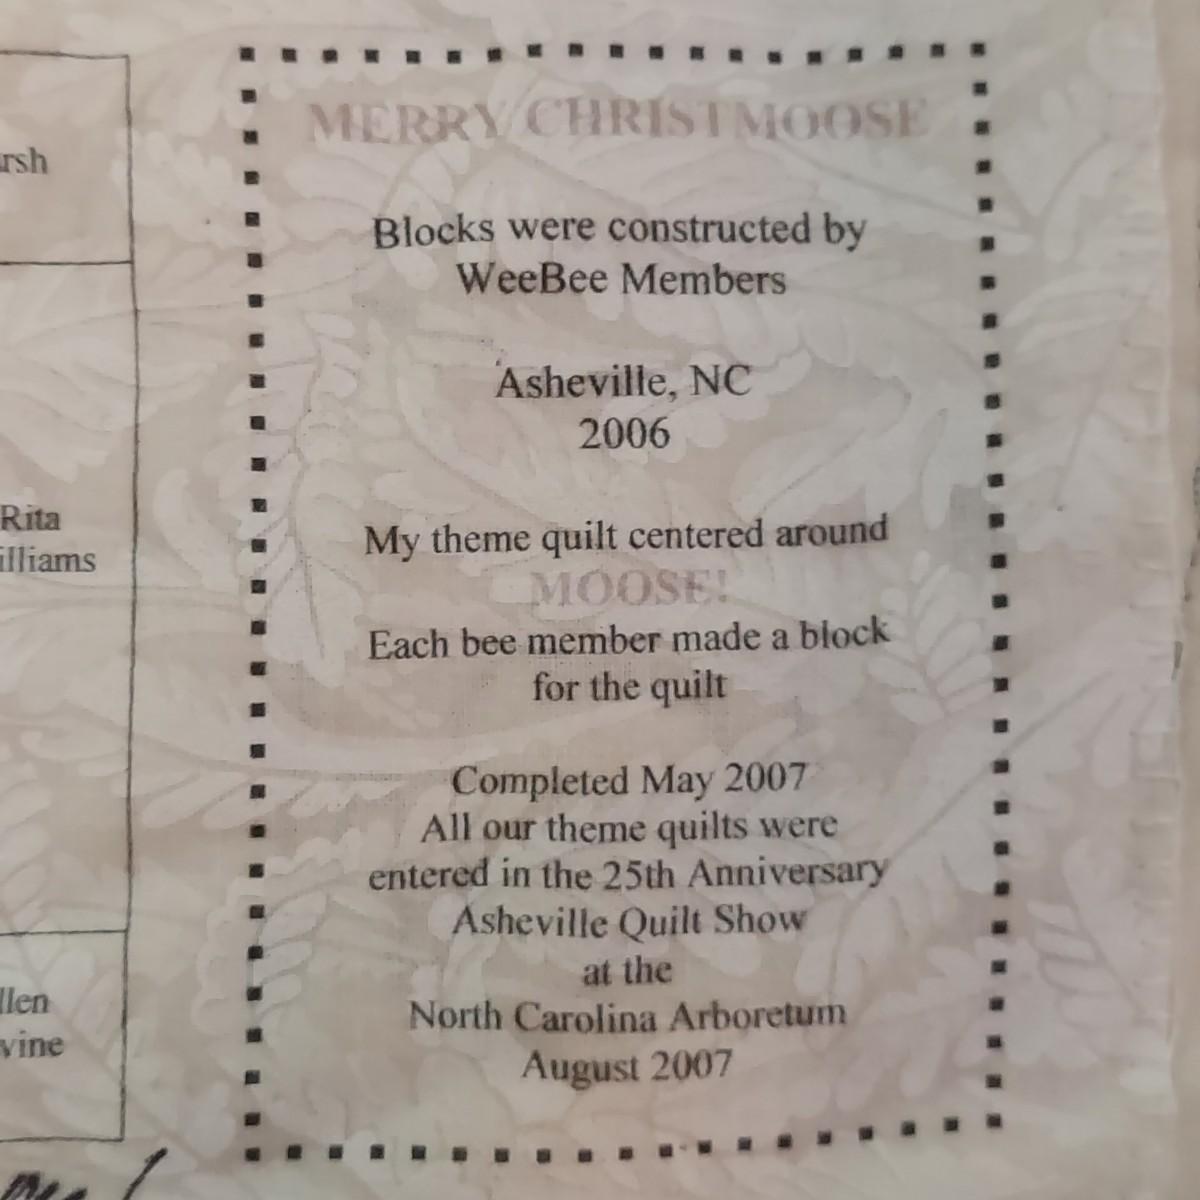 MERRY CHRISTMOOSE
Blocks were constructed by
WeeBee Members
Asheville, NC
2006
My theme quilt centered around
MOOSE!
Each bee member made a block
for the quilt
Completed May 2007
All our theme quilts were
entered in the 25th Anniversary
Asheville Quilt Show
at the
North Carolina Arboretum
August 2007
rsh
Rita
illiams
llen
vine